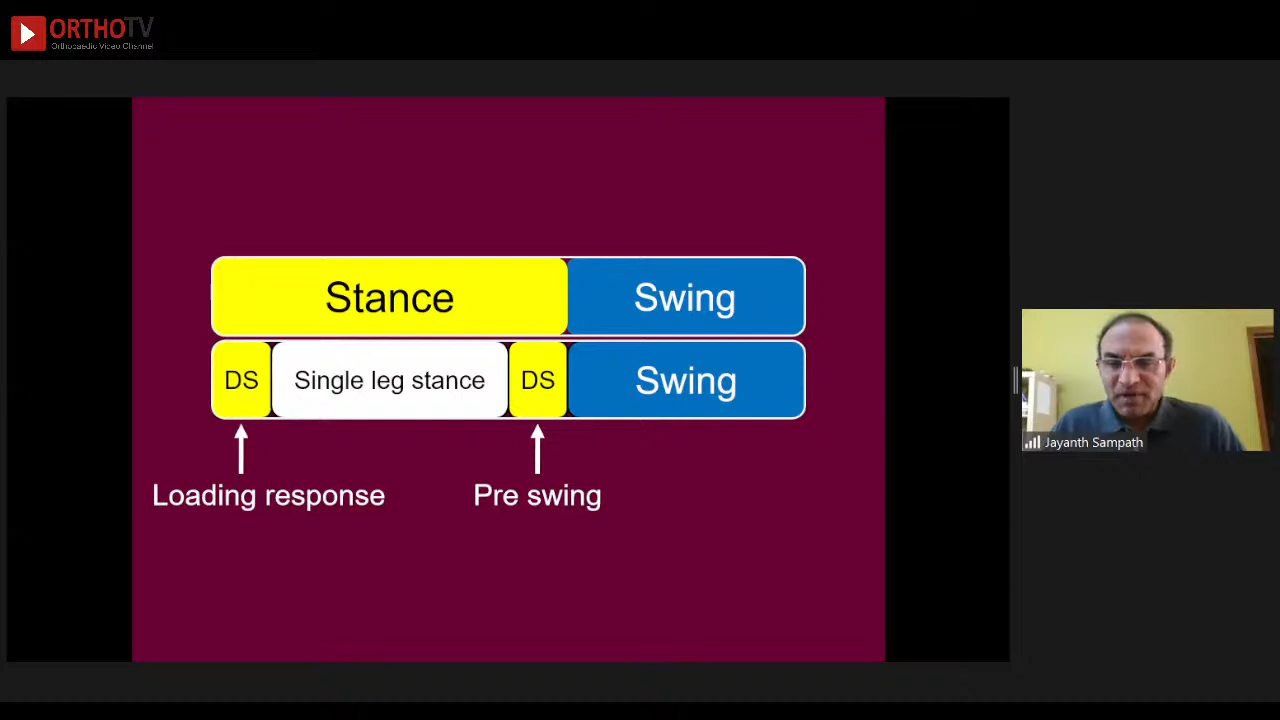 ORTHOTV
Orthopaedic Video Channel
Stance
Swing
DS
Single leg stance
DS
Swing
Loading response
Pre swing
Jayanth Sampath